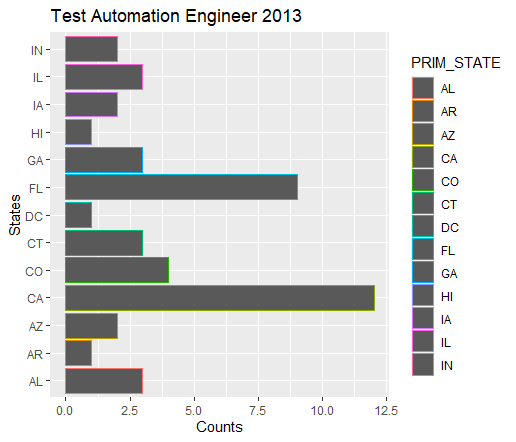 Test Automation Engineer 2013
States
IN
IL
IA
HI
GA
FL
DC
CT
CO
CA
AZ
AR
AL
0.0 2.5 5.0 7.5 10.0 12.5
Counts
PRIM_STATE
AL
AR
AZ
CA
CO
CT
DC
FL
GA
HI
IA
IL
IN